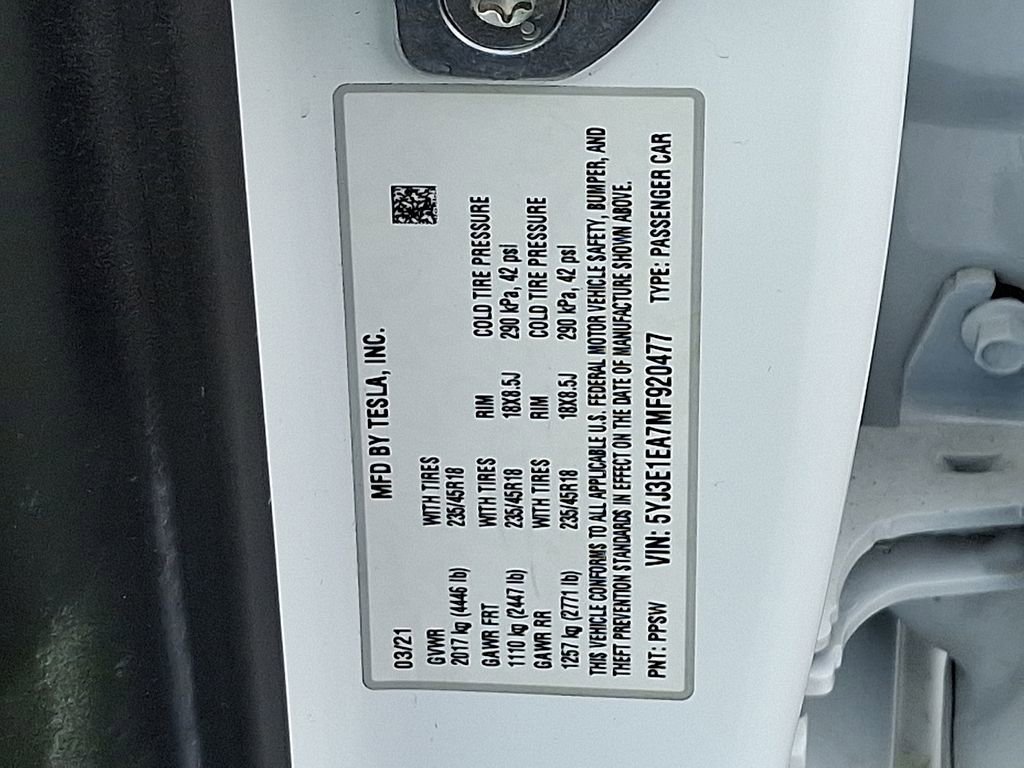 MFD BY TESLA, INC.
03/21
GVWR WITH TIRES
2017 kg (4446 lb) 235/45R18
GAWR FRT WITH TIRES RIM COLD TIRE PRESSURE
1110 kg (2447 lb) 235/45R18 18X8.5J 290 kPa, 42 psi
GAWR RR WITH TIRES RIM COLD TIRE PRESSURE
1257 kg (2771 lb) 235/45R18 18X8.5J 290 kPa, 42 psi
THIS VEHICLE CONFORMS TO ALL APPLICABLE U.S. FEDERAL MOTOR VEHICLE SAFETY, BUMPER, AND
THEFT PREVENTION STANDARDS IN EFFECT ON THE DATE OF MANUFACTURE SHOWN ABOVE.
PNT: PPSW VIN: 5YJ3E1EA7MF920477 TYPE: PASSENGER CAR